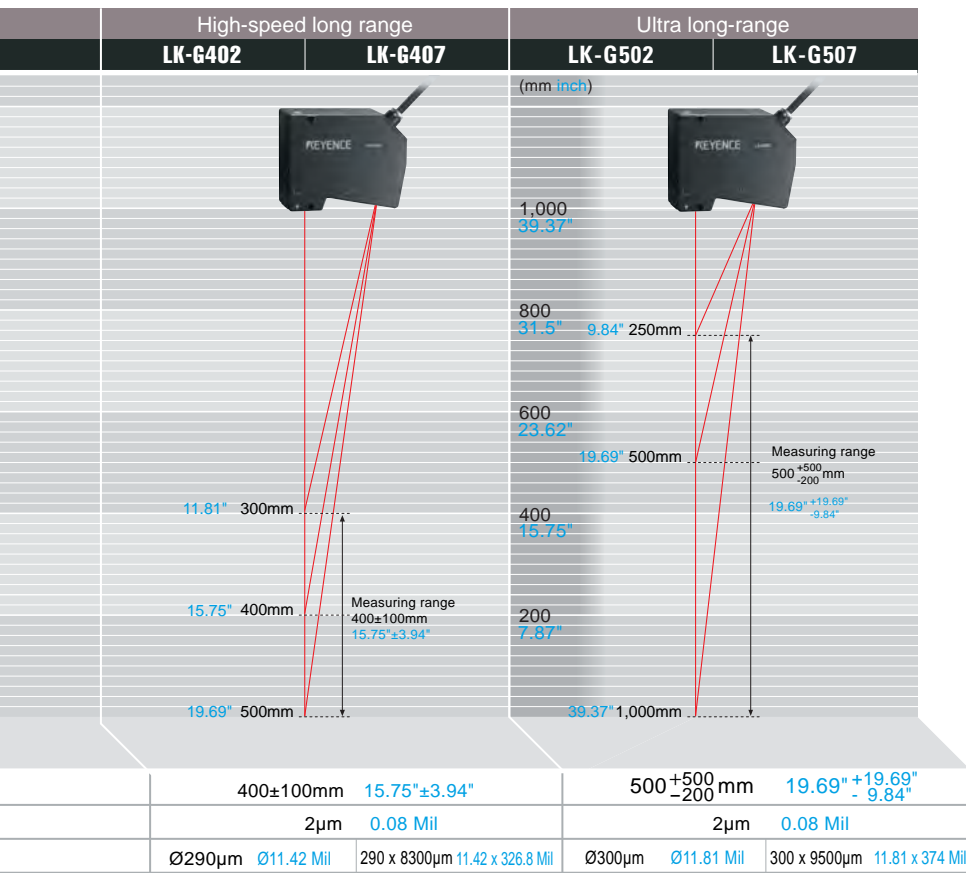 High-speed long range
Ultra long-range
LK-G402
LK-G407
LK-G502
LK-G507
(mm inch)
KEYENCE
KEYENCE
1,000
39.37"
800
31.5"
9.84" 250mm
600
23.62"
19.69" 500mm
Measuring range
500 +500 -200 mm
19.69" +19.69" -9.84"
11.81" 300mm
400
15.75"
15.75" 400mm
Measuring range
400±100mm
15.75"±3.94"
200
7.87"
19.69" 500mm
39.37" 1,000mm
400±100mm 15.75"±3.94"
500 +500 −200 mm 19.69" +19.69" - 9.84"
2µm 0.08 Mil
2µm 0.08 Mil
Ø290µm Ø11.42 Mil
290 x 8300µm 11.42 x 326.8 Mil
Ø300µm Ø11.81 Mil
300 x 9500µm 11.81 x 374 Mil